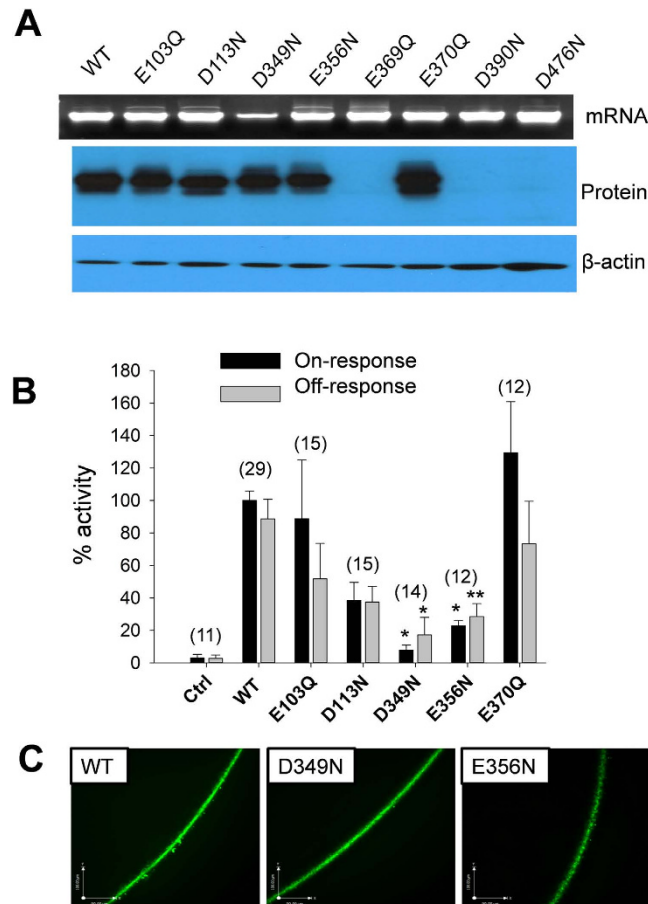 A
WT E103Q D113N D349N E356N E369Q E370Q D390N D476N
mRNA
Protein
β-actin
B
On-response
Off-response
% activity
180
160
140
120
100
80
60
40
20
0
(11) (29) (15) (15) (14) (12) (12)
* * * **
Ctrl WT E103Q D113N D349N E356N E370Q
C
WT D349N E356N